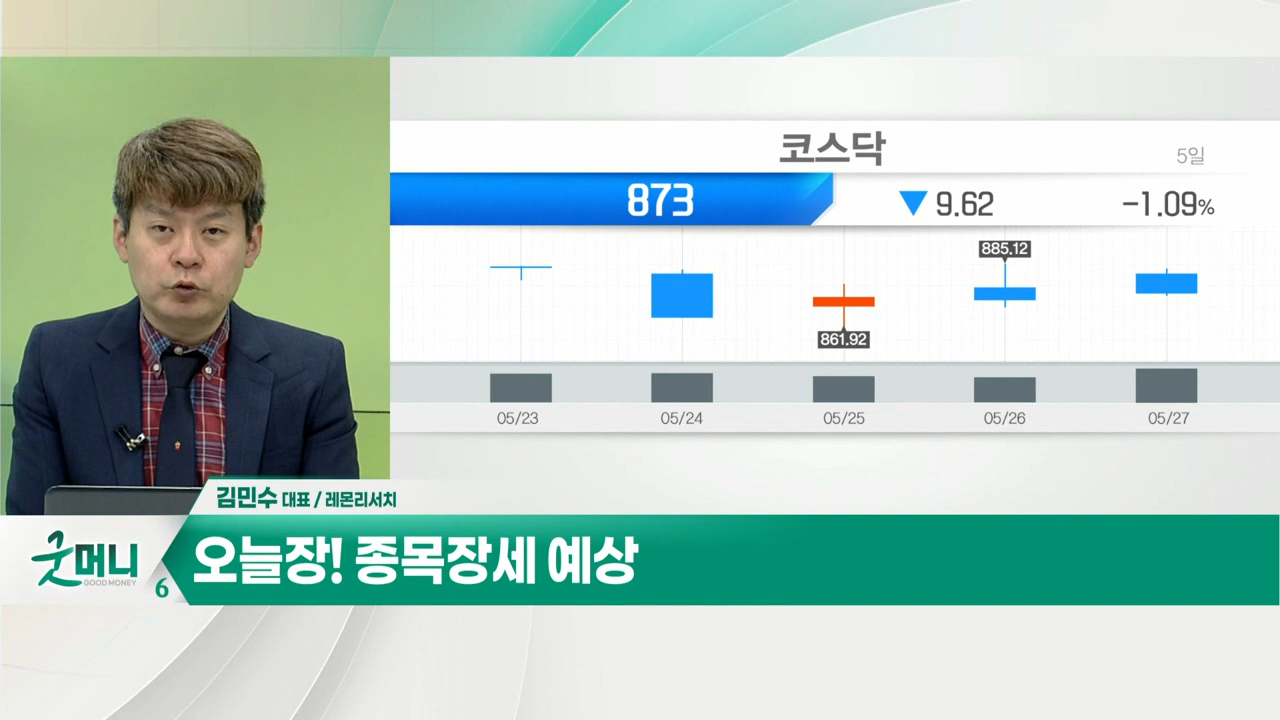 코스닥
5일
873
▼ 9.62
-1.09%
885.12
861.92
05/23
05/24
05/25
05/26
05/27
김민수 대표 / 레몬리서치
굿머니
GOOD MONEY
6
오늘장! 종목장세 예상